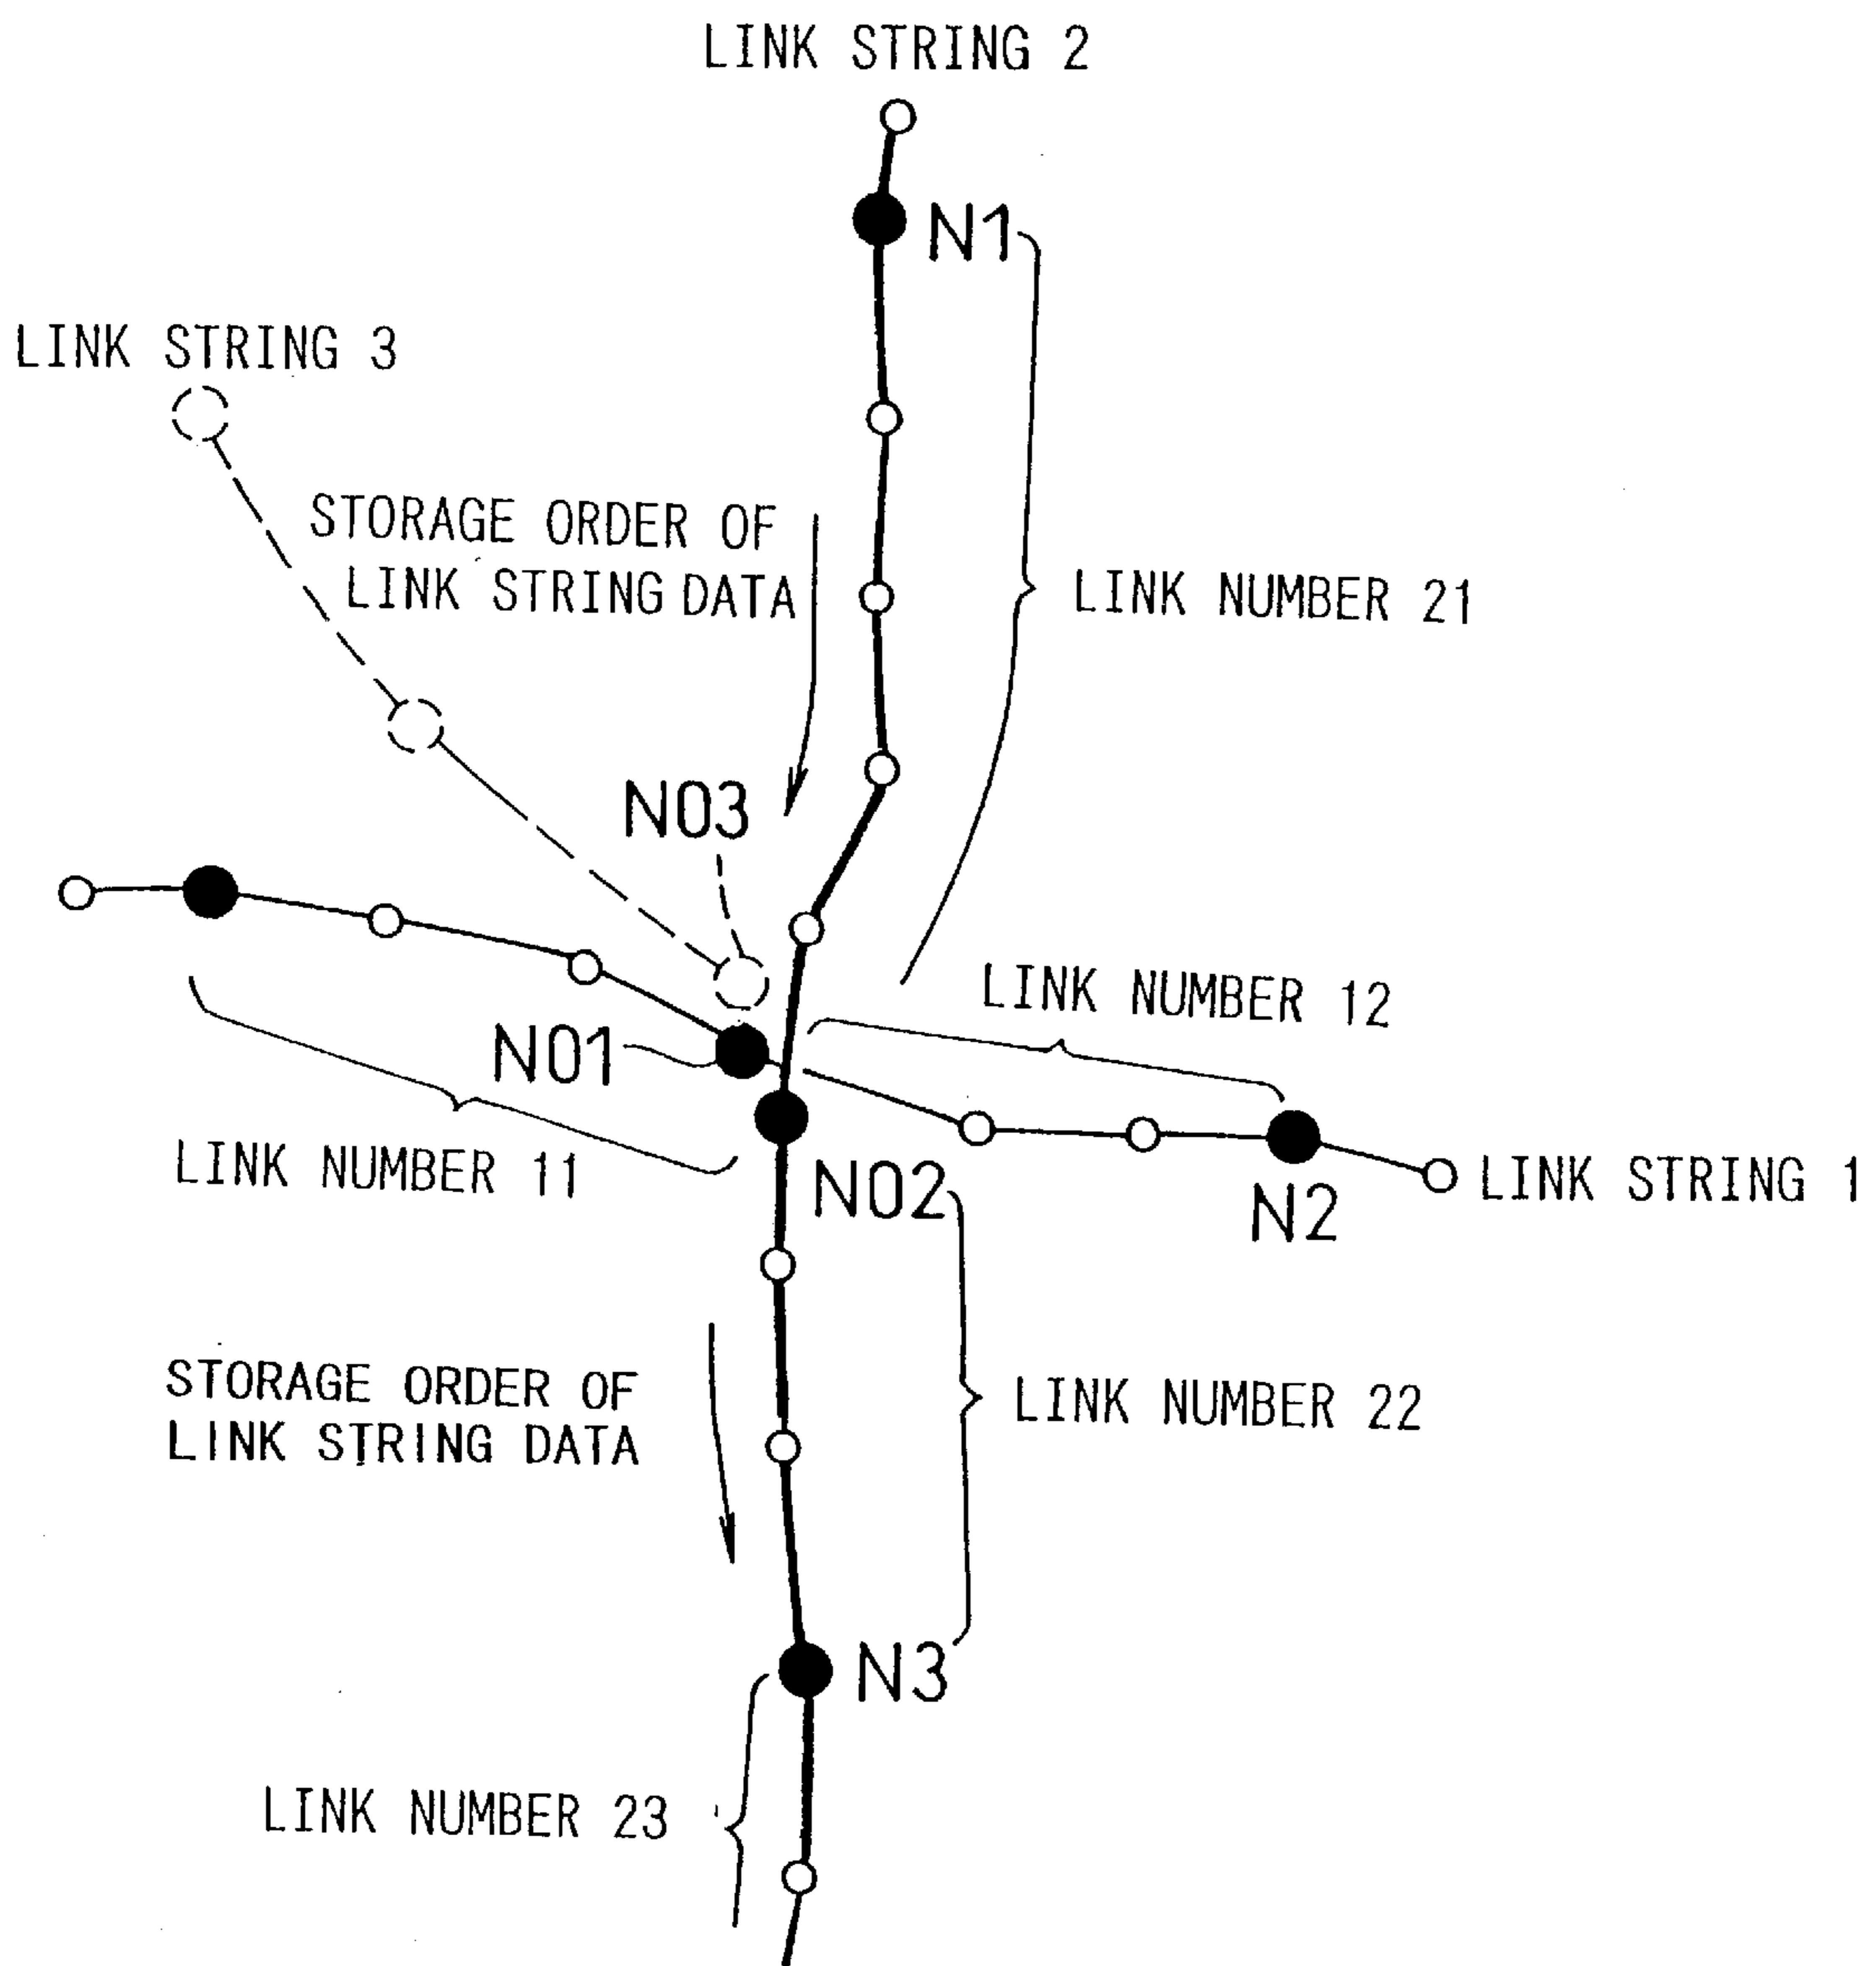 LINK STRING 2
N1
LINK STRING 3
STORAGE ORDER OF
LINK STRING DATA
LINK NUMBER 21
N03
LINK NUMBER 12
N01
LINK NUMBER 11
N02
N2
LINK STRING 1
STORAGE ORDER OF
LINK STRING DATA
LINK NUMBER 22
N3
LINK NUMBER 23